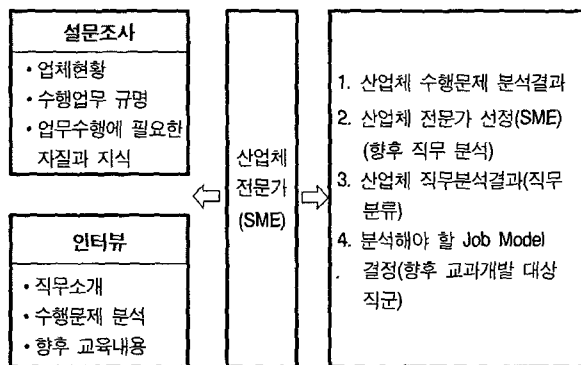 설문조사
• 업체현황
• 수행업무 규명
• 업무수행에 필요한
자질과 지식
인터뷰
• 직무소개
• 수행문제 분석
• 향후 교육내용
산업체
전문가
(SME)
1. 산업체 수행문제 분석결과
2. 산업체 전문가 선정(SME)
(향후 직무 분석)
3. 산업체 직무분석결과(직무
분류)
4. 분석해야 할 Job Model
결정(향후 교과개발 대상
직군)